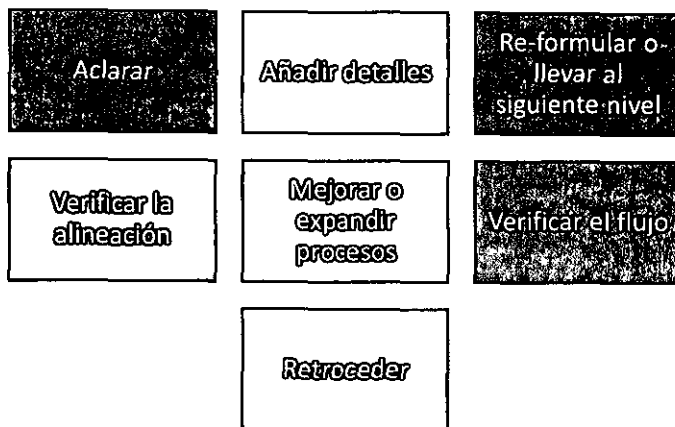 Aclarar
Añadir detalles
Re-formular o
llevar al
siguiente nivel
Verificar la
alineación
Mejorar o
expandir
procesos
Verificar el flujo
Retroceder